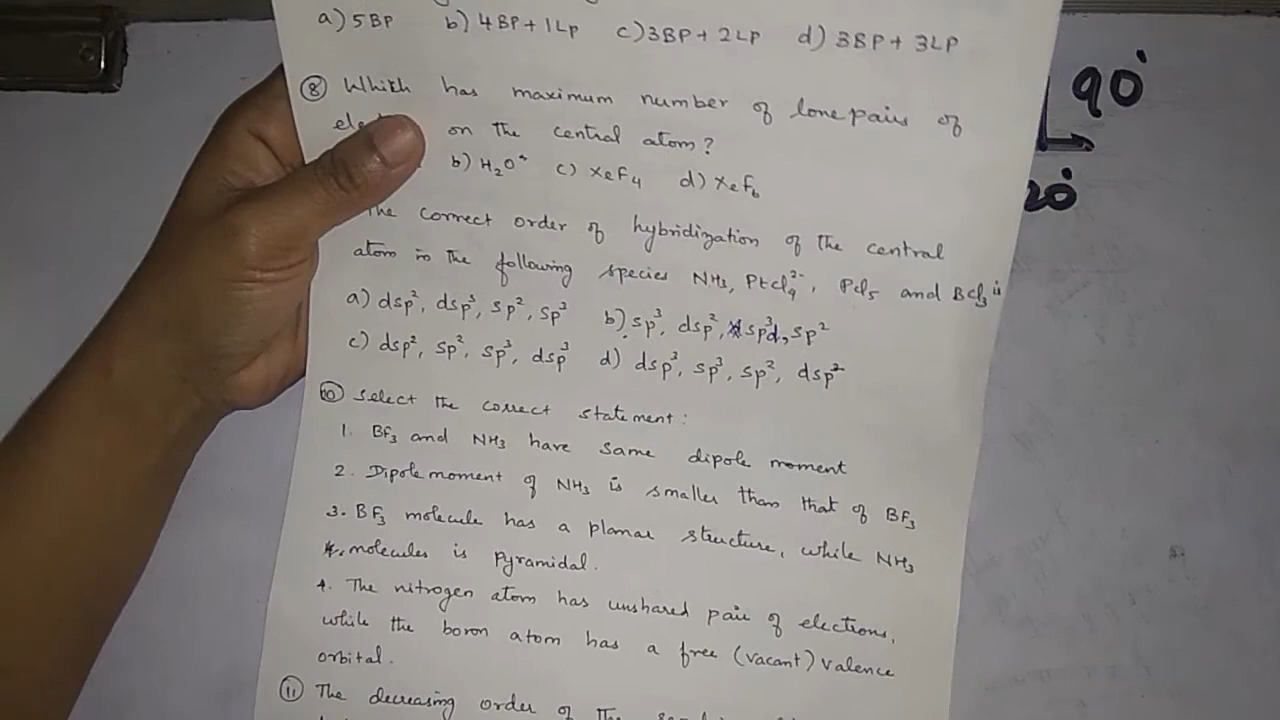 a) 5BP b) 4BP + 1LP c) 3BP + 2LP d) 3BP + 3LP
⑧ Which has maximum number of lone pairs of
on the central atom?
b) H₂O⁺ c) XeF₄ d) XeF₆
The correct order of hybridization of the central
atom in the following species NH₃, PtCl₄²⁻, PCl₅ and BCl₃ is
a) dsp², dsp³, sp², sp³ b) sp³, dsp², sp³d, sp²
c) dsp², sp², sp³, dsp³ d) dsp³, sp³, sp², dsp²
⑩ Select the correct statement:
1. BF₃ and NH₃ have same dipole moment
2. Dipole moment of NH₃ is smaller than that of BF₃
3. BF₃ molecule has a planar structure, while NH₃
molecules is Pyramidal.
4. The nitrogen atom has unshared pair of electrons,
while the boron atom has a free (vacant) valence
orbital.
⑪ The decreasing order of the
90°
20°